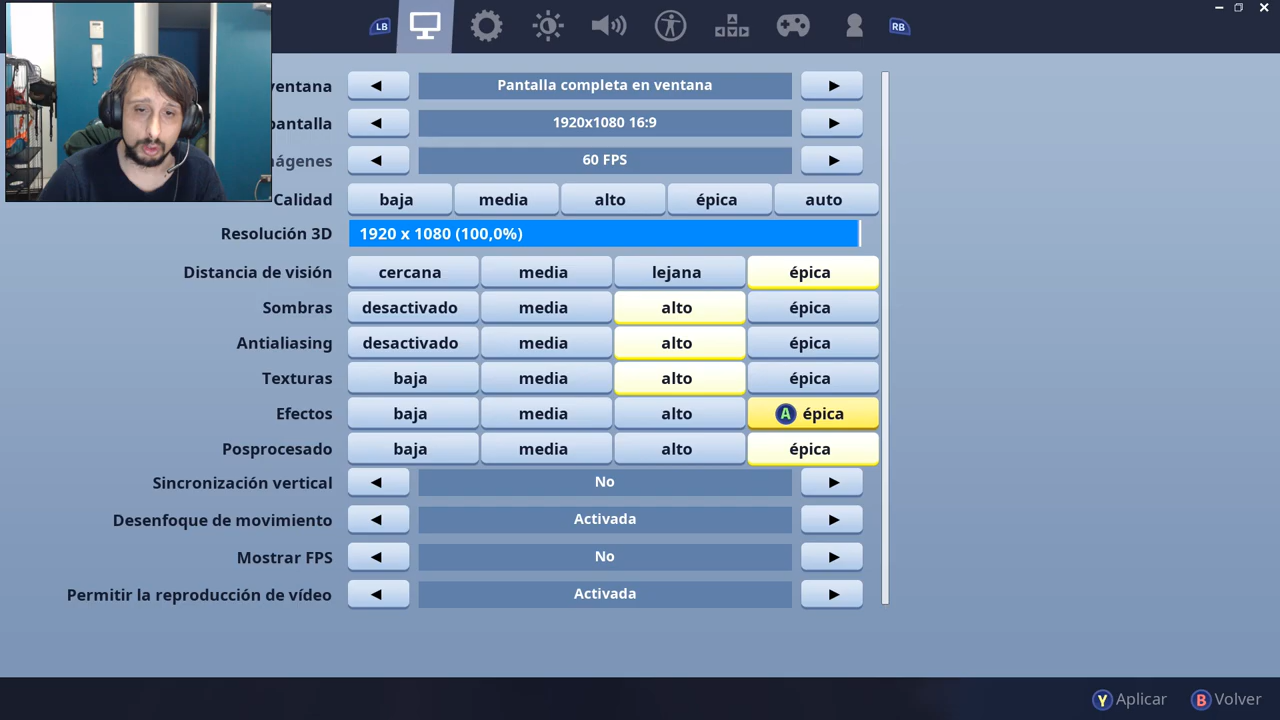 LB RB
ventana ◄ Pantalla completa en ventana ►
pantalla ◄ 1920x1080 16:9 ►
mágenes ◄ 60 FPS ►
Calidad baja media alto épica auto
Resolución 3D 1920 x 1080 (100,0%)
Distancia de visión cercana media lejana épica
Sombras desactivado media alto épica
Antialiasing desactivado media alto épica
Texturas baja media alto épica
Efectos baja media alto A épica
Posprocesado baja media alto épica
Sincronización vertical ◄ No ►
Desenfoque de movimiento ◄ Activada ►
Mostrar FPS ◄ No ►
Permitir la reproducción de vídeo ◄ Activada ►
Y Aplicar B Volver